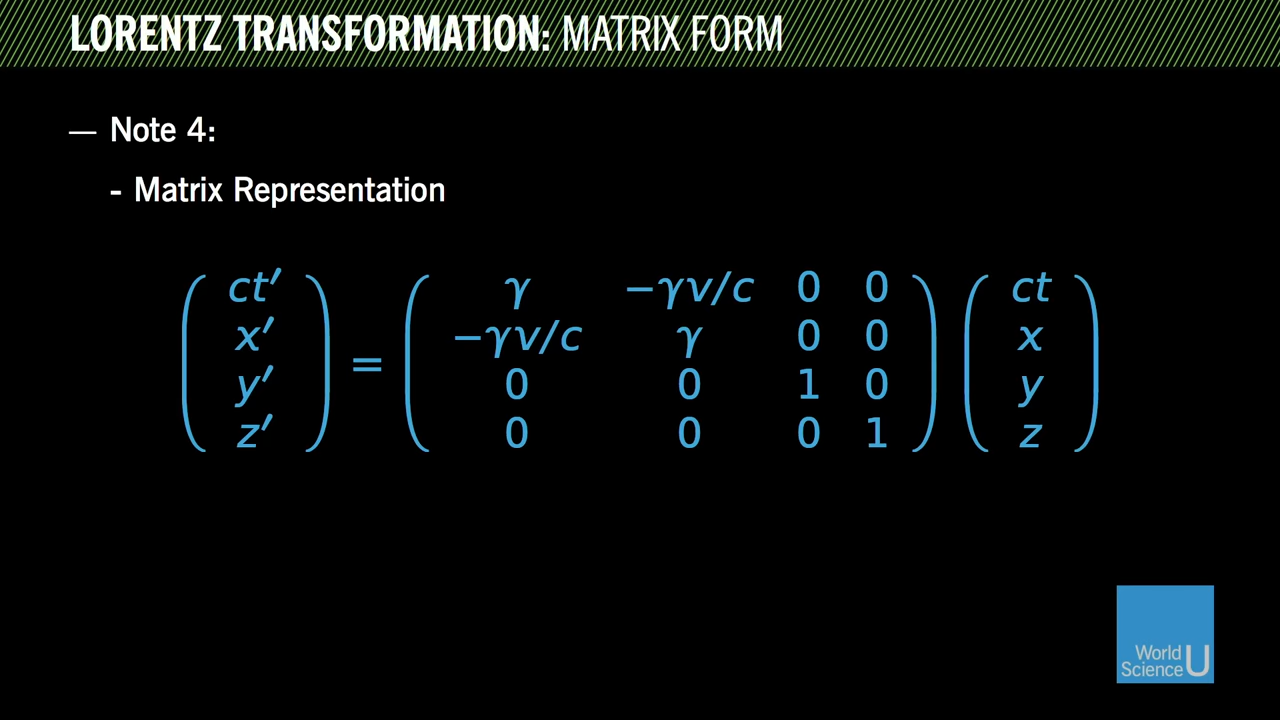 LORENTZ TRANSFORMATION: MATRIX FORM
— Note 4:
- Matrix Representation
ct′ γ −γv/c 0 0 ct
x′ −γv/c γ 0 0 x
=
y′ 0 0 1 0 y
z′ 0 0 0 1 z
World
Science U